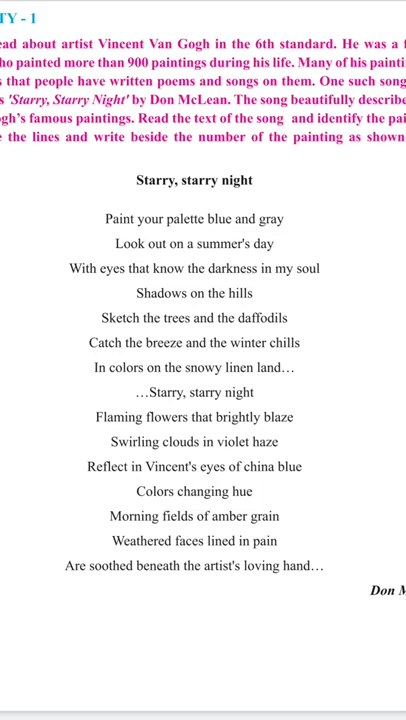 TY - 1
ead about artist Vincent Van Gogh in the 6th standard. He was a f
ho painted more than 900 paintings during his life. Many of his painti
s that people have written poems and songs on them. One such song
s 'Starry, Starry Night' by Don McLean. The song beautifully describe
ogh's famous paintings. Read the text of the song and identify the pai
e the lines and write beside the number of the painting as shown
Starry, starry night
Paint your palette blue and gray
Look out on a summer's day
With eyes that know the darkness in my soul
Shadows on the hills
Sketch the trees and the daffodils
Catch the breeze and the winter chills
In colors on the snowy linen land…
…Starry, starry night
Flaming flowers that brightly blaze
Swirling clouds in violet haze
Reflect in Vincent's eyes of china blue
Colors changing hue
Morning fields of amber grain
Weathered faces lined in pain
Are soothed beneath the artist's loving hand…
Don M